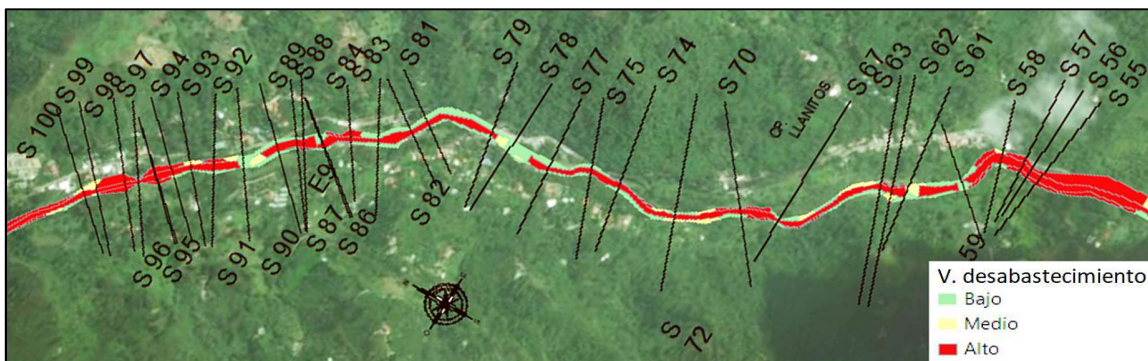 S 100
S 99
S 98
S 97
S 94
S 93
S 92
S 89
S 88
S 84
S 83
S 81
S 79
S 78
S 77
S 75
S 74
S 70
CP. LLANITOS
S 67
S 63
S 62
S 61
S 58
S 57
S 56
S 55
S 96
S 95
S 91
S 90
E9
S 87
S 86
S 82
S 72
59
V. desabastecimiento
Bajo
Medio
Alto